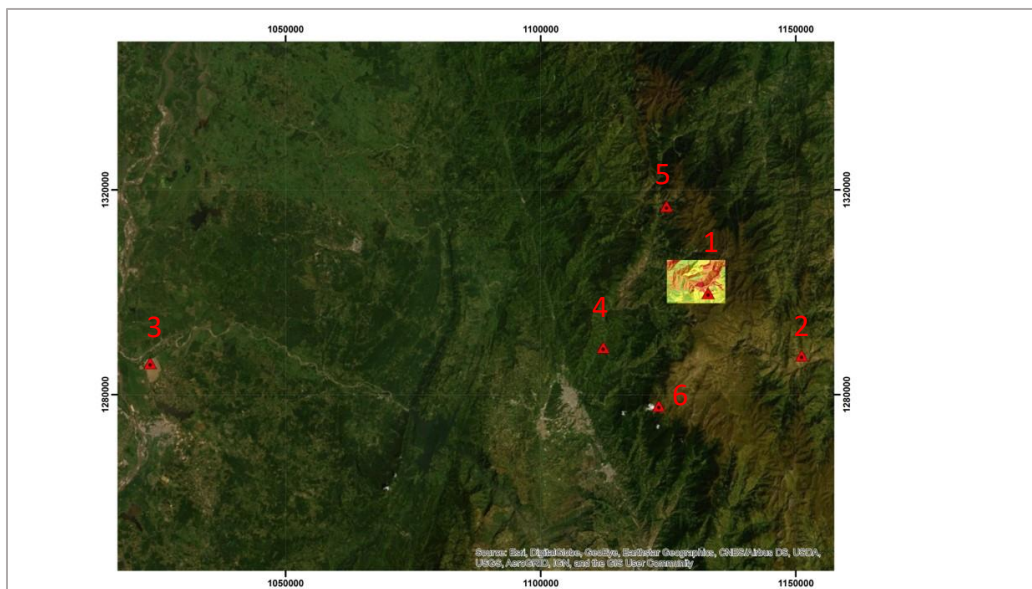 1050000 1100000 1150000
5
1320000 1320000
1
3 4 2
1280000 1280000
6
Source: Esri, DigitalGlobe, GeoEye, Earthstar Geographics, CNES/Airbus DS, USDA,
USGS, AeroGRID, IGN, and the GIS User Community
1050000 1100000 1150000